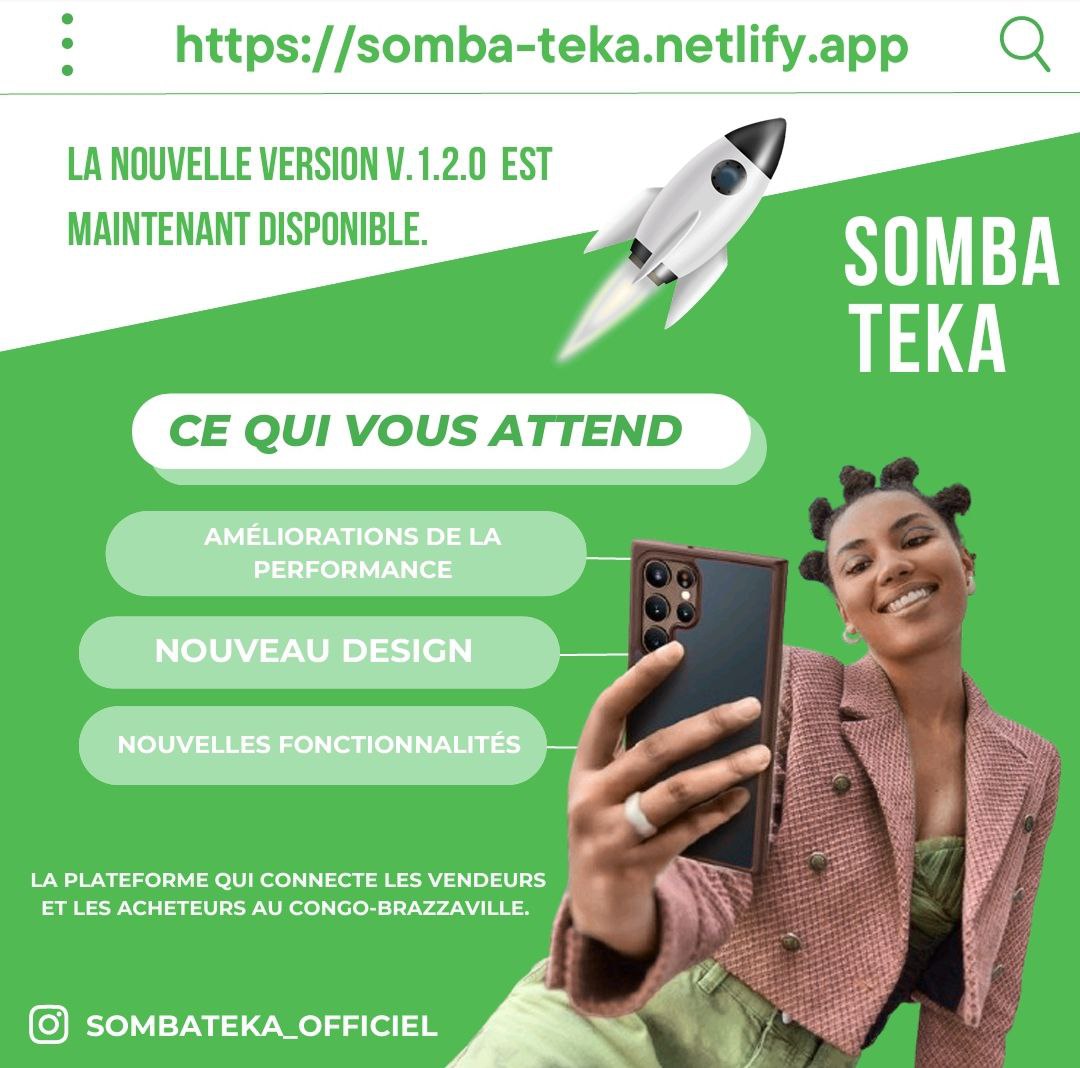 https://somba-teka.netlify.app
LA NOUVELLE VERSION V.1.2.0 EST
MAINTENANT DISPONIBLE.
SOMBA
TEKA
CE QUI VOUS ATTEND
AMÉLIORATIONS DE LA
PERFORMANCE
NOUVEAU DESIGN
NOUVELLES FONCTIONNALITÉS
LA PLATEFORME QUI CONNECTE LES VENDEURS
ET LES ACHETEURS AU CONGO-BRAZZAVILLE.
SOMBATEKA_OFFICIEL